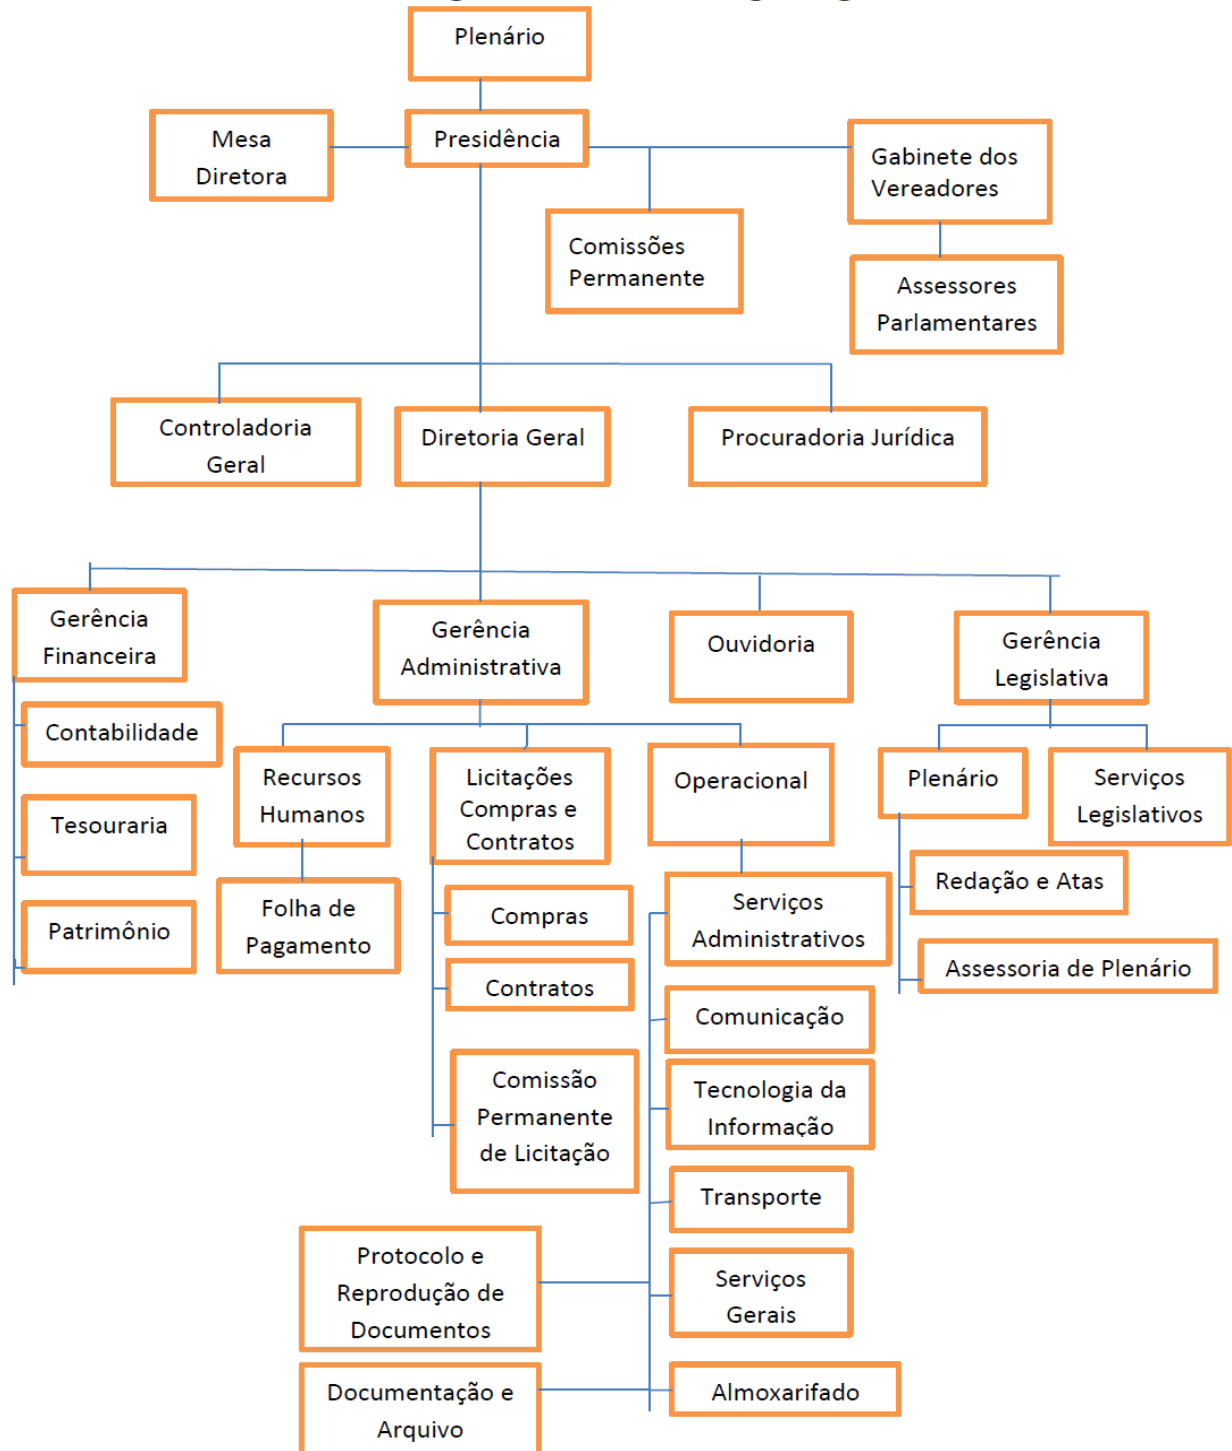 Plenário
Mesa
Diretora
Presidência
Gabinete dos
Vereadores
Comissões
Permanente
Assessores
Parlamentares
Controladoria
Geral
Diretoria Geral
Procuradoria Jurídica
Gerência
Financeira
Gerência
Administrativa
Ouvidoria
Gerência
Legislativa
Contabilidade
Tesouraria
Patrimônio
Recursos
Humanos
Folha de
Pagamento
Licitações
Compras e
Contratos
Compras
Contratos
Comissão
Permanente
de Licitação
Operacional
Serviços
Administrativos
Comunicação
Tecnologia da
Informação
Transporte
Protocolo e
Reprodução de
Documentos
Serviços
Gerais
Documentação e
Arquivo
Almoxarifado
Plenário
Serviços
Legislativos
Redação e Atas
Assessoria de Plenário